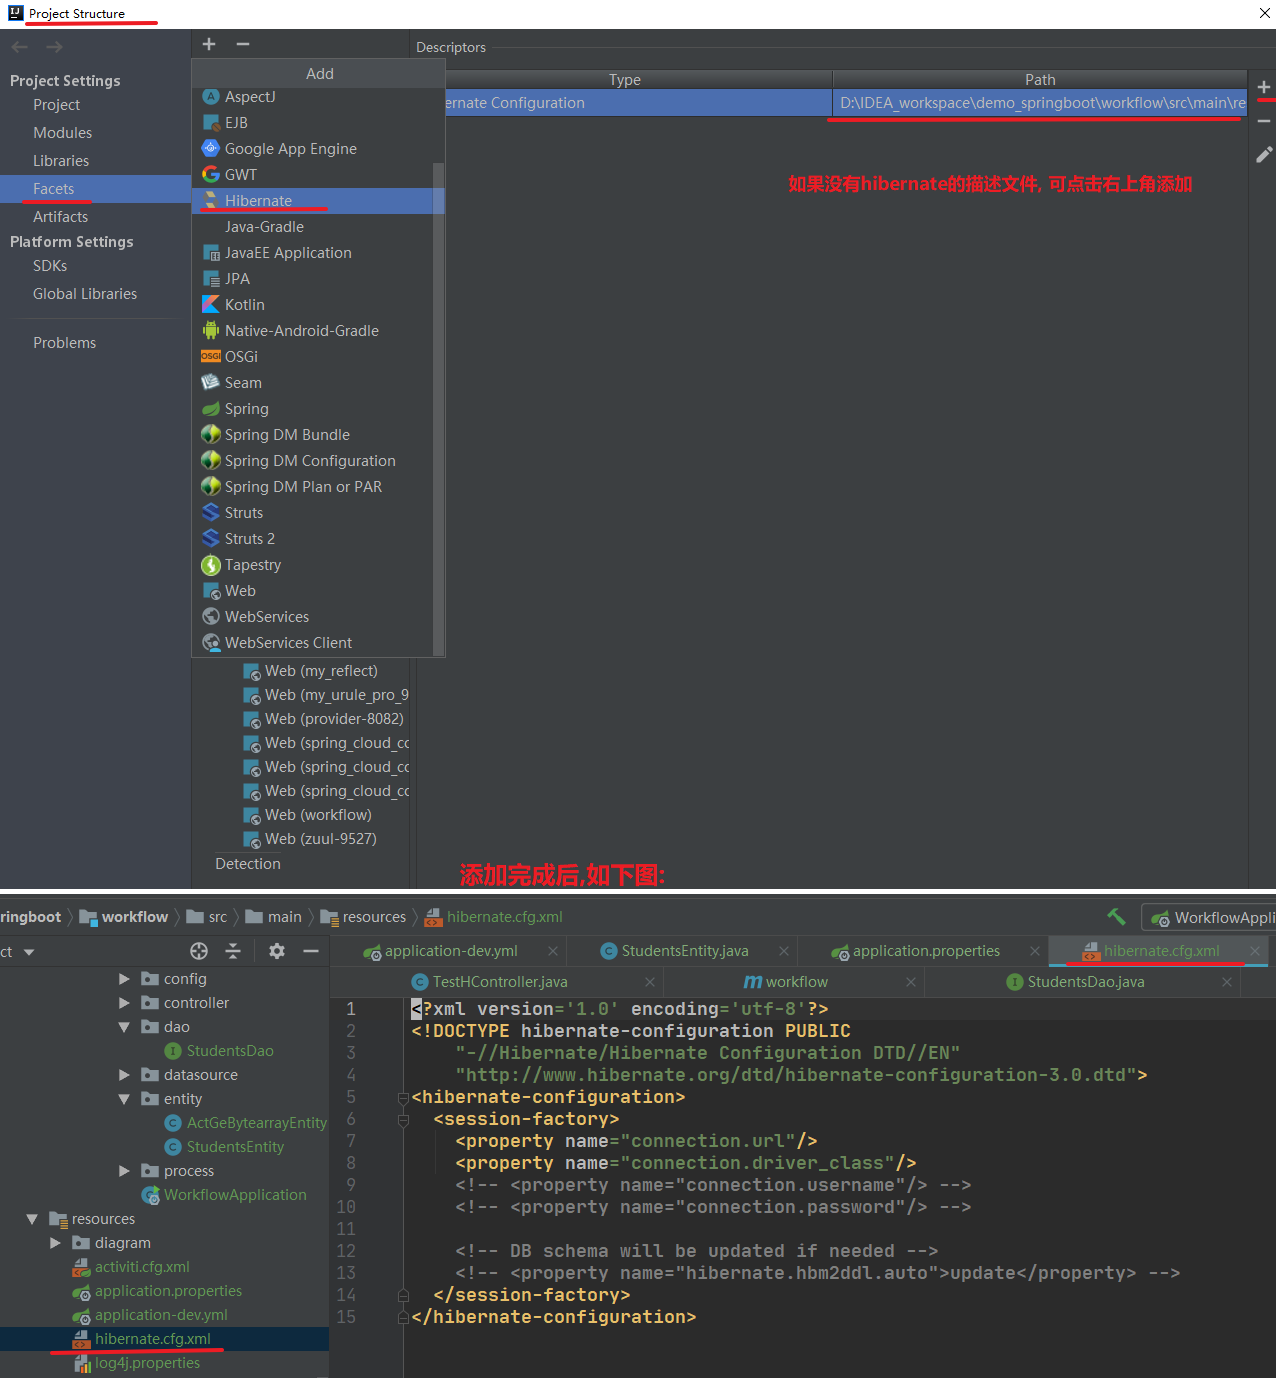 Project Structure
Project Settings
Project
Modules
Libraries
Facets
Artifacts
Platform Settings
SDKs
Global Libraries
Problems
Add
AspectJ
EJB
Google App Engine
GWT
Hibernate
Java-Gradle
JavaEE Application
JPA
Kotlin
Native-Android-Gradle
OSGi
Seam
Spring
Spring DM Bundle
Spring DM Configuration
Spring DM Plan or PAR
Struts
Struts 2
Tapestry
Web
WebServices
WebServices Client
Web (my_reflect)
Web (my_urule_pro_9
Web (provider-8082)
Web (spring_cloud_cc
Web (spring_cloud_cc
Web (spring_cloud_cc
Web (workflow)
Web (zuul-9527)
Detection
Descriptors
Type Path
ernate Configuration D:\IDEA_workspace\demo_springboot\workflow\src\main\re
如果没有hibernate的描述文件, 可点击右上角添加
添加完成后,如下图:
ringboot workflow src main resources hibernate.cfg.xml WorkflowAppli
ct
config
controller
dao
StudentsDao
datasource
entity
ActGeBytearrayEntity
StudentsEntity
process
WorkflowApplication
resources
diagram
activiti.cfg.xml
application.properties
application-dev.yml
hibernate.cfg.xml
log4j.properties
application-dev.yml StudentsEntity.java application.properties hibernate.cfg.xml
TestHController.java workflow StudentsDao.java
1 <?xml version='1.0' encoding='utf-8'?>
2 <!DOCTYPE hibernate-configuration PUBLIC
3 "-//Hibernate/Hibernate Configuration DTD//EN"
4 "http://www.hibernate.org/dtd/hibernate-configuration-3.0.dtd">
5 <hibernate-configuration>
6 <session-factory>
7 <property name="connection.url"/>
8 <property name="connection.driver_class"/>
9 <!-- <property name="connection.username"/> -->
10 <!-- <property name="connection.password"/> -->
11
12 <!-- DB schema will be updated if needed -->
13 <!-- <property name="hibernate.hbm2ddl.auto">update</property> -->
14 </session-factory>
15 </hibernate-configuration>